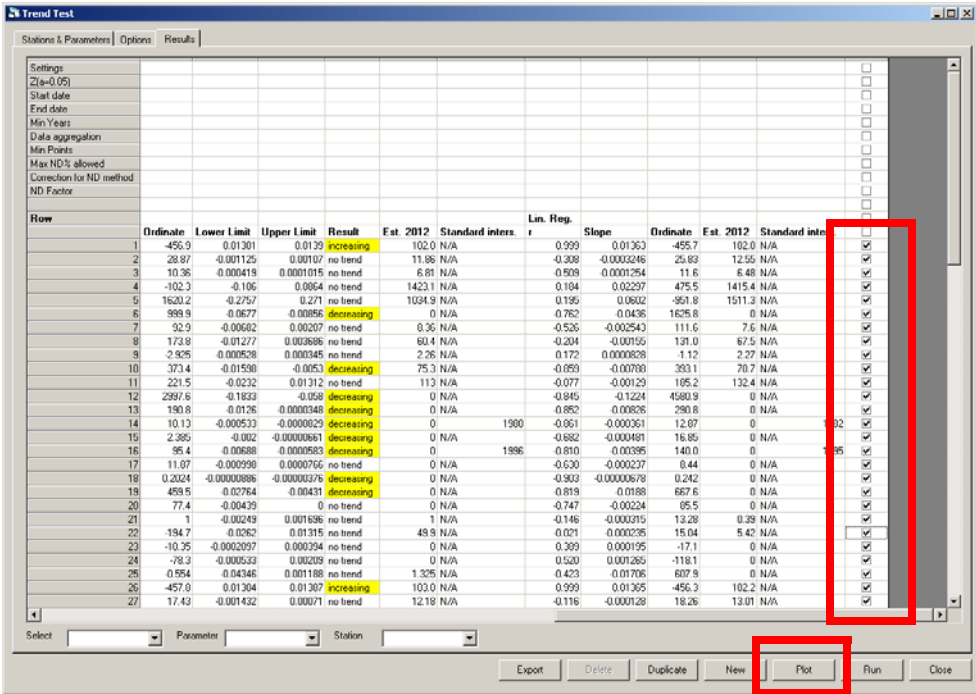 Trend Test
Stations & Parameters Options Results
Settings
Z(a=0.05)
Start date
End date
Min Years
Data aggregation
Min Points
Max ND% allowed
Correction for ND method
ND Factor
Row Lin. Reg.
Ordinate Lower Limit Upper Limit Result Est. 2012 Standard inters. r Slope Ordinate Est. 2012 Standard inters.
1 -456.9 0.01301 0.0139 increasing 102.0 N/A 0.999 0.01363 -455.7 102.0 N/A
2 28.87 -0.001125 0.00107 no trend 11.86 N/A -0.308 -0.0003246 25.83 12.55 N/A
3 10.36 -0.000419 0.0001015 no trend 6.81 N/A -0.509 -0.0001254 11.6 6.48 N/A
4 -102.3 -0.106 0.0864 no trend 1423.1 N/A 0.184 0.02297 475.5 1415.4 N/A
5 1620.2 -0.2757 0.271 no trend 1034.9 N/A 0.195 0.0602 -951.8 1511.3 N/A
6 999.9 -0.0677 -0.00856 decreasing 0 N/A -0.762 -0.0436 1625.8 0 N/A
7 92.9 -0.00682 0.00207 no trend 8.36 N/A -0.526 -0.002543 111.6 7.6 N/A
8 173.8 -0.01277 0.003686 no trend 60.4 N/A -0.204 -0.00155 131.0 67.5 N/A
9 -2.925 -0.000528 0.000345 no trend 2.26 N/A 0.172 0.0000828 -1.12 2.27 N/A
10 373.4 -0.01598 -0.0053 decreasing 75.3 N/A -0.859 -0.00788 393.1 70.7 N/A
11 221.5 -0.0232 0.01312 no trend 113 N/A -0.077 -0.00129 185.2 132.4 N/A
12 2997.6 -0.1833 -0.058 decreasing 0 N/A -0.845 -0.1224 4580.9 0 N/A
13 190.8 -0.0126 -0.0000348 decreasing 0 N/A -0.852 -0.00826 290.8 0 N/A
14 10.13 -0.000533 -0.0000829 decreasing 0 1980 -0.861 -0.000361 12.87 0
15 2.385 -0.002 -0.00000661 decreasing 0 N/A -0.682 -0.000481 16.85 0 N/A
16 95.4 -0.00688 -0.0000583 decreasing 0 1996 -0.810 -0.00395 140.0 0
17 11.87 -0.000998 0.0000766 no trend 0 N/A -0.630 -0.000237 8.44 0 N/A
18 0.2024 -0.00000886 -0.00000376 decreasing 0 N/A -0.903 -0.00000678 0.242 0 N/A
19 459.5 -0.02764 -0.00431 decreasing 0 N/A -0.819 -0.0188 667.6 0 N/A
20 77.4 -0.00439 0 no trend 0 N/A -0.747 -0.00224 85.5 0 N/A
21 1 -0.00249 0.001696 no trend 1 N/A -0.146 -0.000315 13.28 0.39 N/A
22 -194.7 -0.0262 0.01315 no trend 49.9 N/A -0.021 -0.000235 15.04 5.42 N/A
23 -10.35 -0.0002097 0.000394 no trend 0 N/A 0.389 0.000195 -17.1 0 N/A
24 -78.3 -0.000533 0.00209 no trend 0 N/A 0.520 0.001265 -118.1 0 N/A
25 -0.554 -0.04346 0.001188 no trend 1.325 N/A -0.423 -0.01706 607.9 0 N/A
26 -457.8 0.01304 0.01387 increasing 103.0 N/A 0.999 0.01365 -456.3 102.2 N/A
27 17.43 -0.001432 0.00071 no trend 12.18 N/A -0.116 -0.000128 18.26 13.01 N/A
Select Parameter Station
Export Delete Duplicate New Plot Run Close